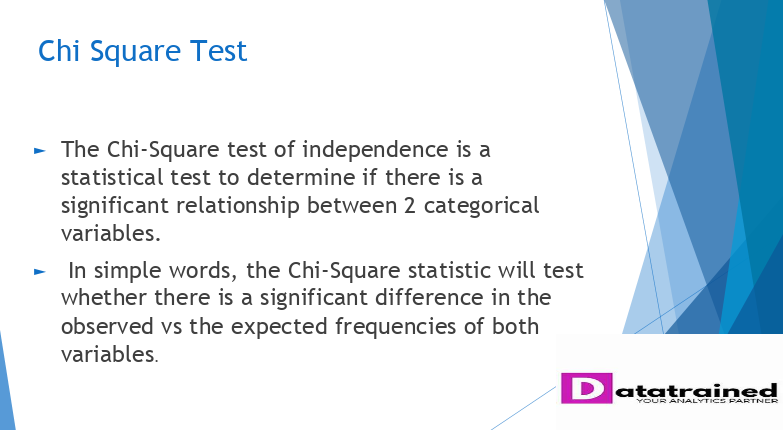 Chi Square Test
► The Chi-Square test of independence is a
statistical test to determine if there is a
significant relationship between 2 categorical
variables.
► In simple words, the Chi-Square statistic will test
whether there is a significant difference in the
observed vs the expected frequencies of both
variables.
Datatrained
YOUR ANALYTICS PARTNER